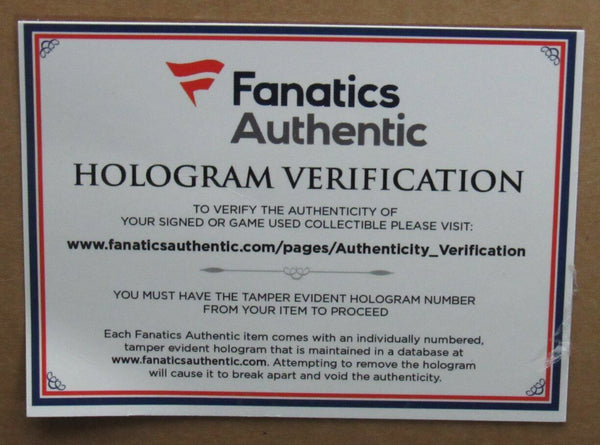 Fanatics
Authentic
HOLOGRAM VERIFICATION
TO VERIFY THE AUTHENTICITY OF
YOUR SIGNED OR GAME USED COLLECTIBLE PLEASE VISIT:
www.fanaticsauthentic.com/pages/Authenticity_Verification
YOU MUST HAVE THE TAMPER EVIDENT HOLOGRAM NUMBER
FROM YOUR ITEM TO PROCEED
Each Fanatics Authentic item comes with an individually numbered,
tamper evident hologram that is maintained in a database at
www.fanaticsauthentic.com. Attempting to remove the hologram
will cause it to break apart and void the authenticity.